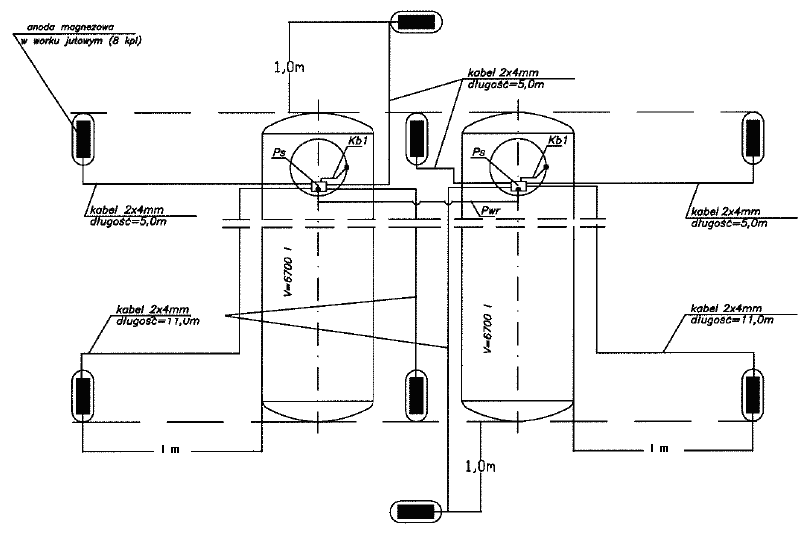 anoda magnezowa
w worku jutowym (8 kpl)
1,0m
kabel 2x4mm
długość=5,0m
Ps
Kb1
Ps
Kb1
kabel 2x4mm
długość=5,0m
Pwr
kabel 2x4mm
długość=5,0m
V=6700 l
V=6700 l
kabel 2x4mm
długość=11,0m
kabel 2x4mm
długość=11,0m
1 m
1 m
1,0m